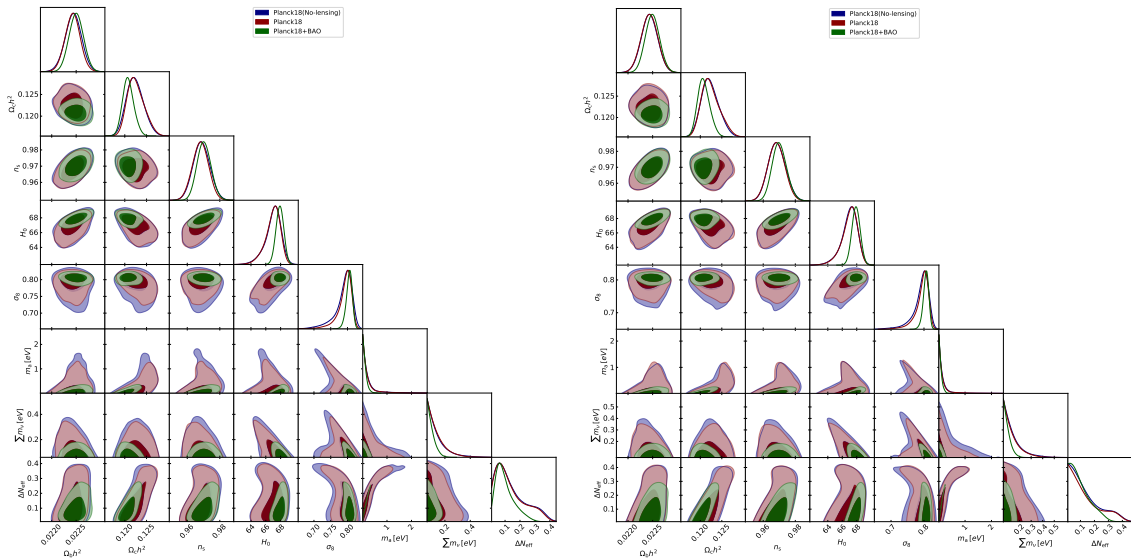 Planck18(No-lensing)
Planck18
Planck18+BAO
Ω_c h²
0.125
0.120
n_s
0.98
0.97
0.96
H_0
68
64
σ_8
0.80
0.75
0.70
m_a [eV]
2
1
∑ m_ν [eV]
0.4
0.2
ΔN_eff
0.4
0.3
0.2
0.1
0.0220
0.0225
0.120
0.125
0.96
0.98
64
66
68
0.70
0.75
0.80
1
2
0.2
0.4
0.1
0.2
0.3
0.4
Ω_b h²
Ω_c h²
n_s
H_0
σ_8
m_a [eV]
∑ m_ν [eV]
ΔN_eff
Planck18(No-lensing)
Planck18
Planck18+BAO
Ω_c h²
0.125
0.120
n_s
0.98
0.97
0.96
H_0
68
64
σ_8
0.8
0.7
m_a [eV]
1
∑ m_ν [eV]
0.5
0.4
0.3
0.2
0.1
ΔN_eff
0.4
0.3
0.2
0.1
0.0220
0.0225
0.120
0.125
0.96
0.98
64
66
68
0.7
0.8
1
2
0.1
0.2
0.3
0.4
0.5
0.1
0.2
0.3
0.4
Ω_b h²
Ω_c h²
n_s
H_0
σ_8
m_a [eV]
∑ m_ν [eV]
ΔN_eff